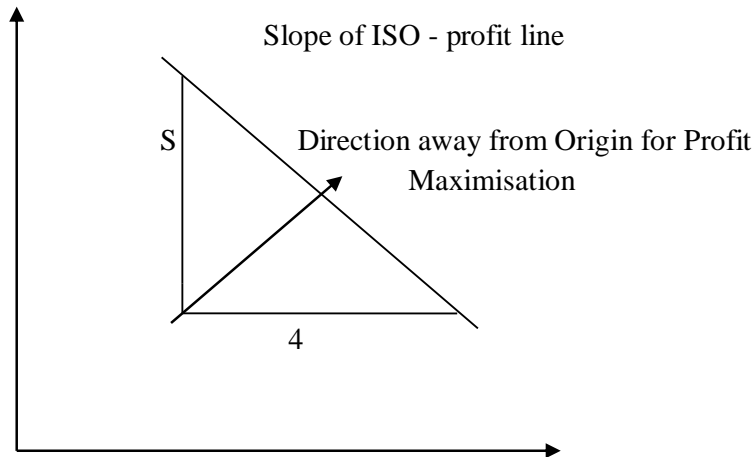 Slope of ISO - profit line
S
Direction away from Origin for Profit
Maximisation
4